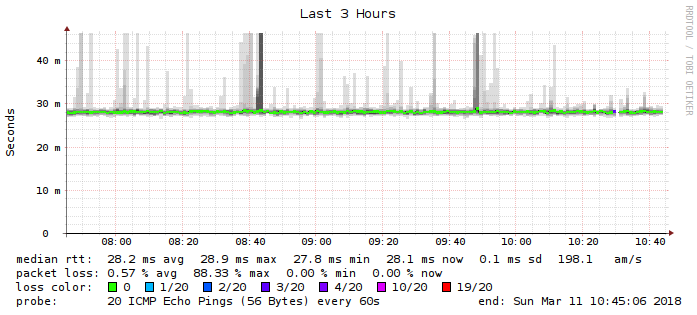 Last 3 Hours
RRDTOOL / TOBI OETIKER
Seconds
40 m
30 m
20 m
10 m
0
08:00 08:20 08:40 09:00 09:20 09:40 10:00 10:20 10:40
median rtt: 28.2 ms avg 28.9 ms max 27.8 ms min 28.1 ms now 0.1 ms sd 198.1 am/s
packet loss: 0.57 % avg 88.33 % max 0.00 % min 0.00 % now
loss color: 0 1/20 2/20 3/20 4/20 10/20 19/20
probe: 20 ICMP Echo Pings (56 Bytes) every 60s end: Sun Mar 11 10:45:06 2018